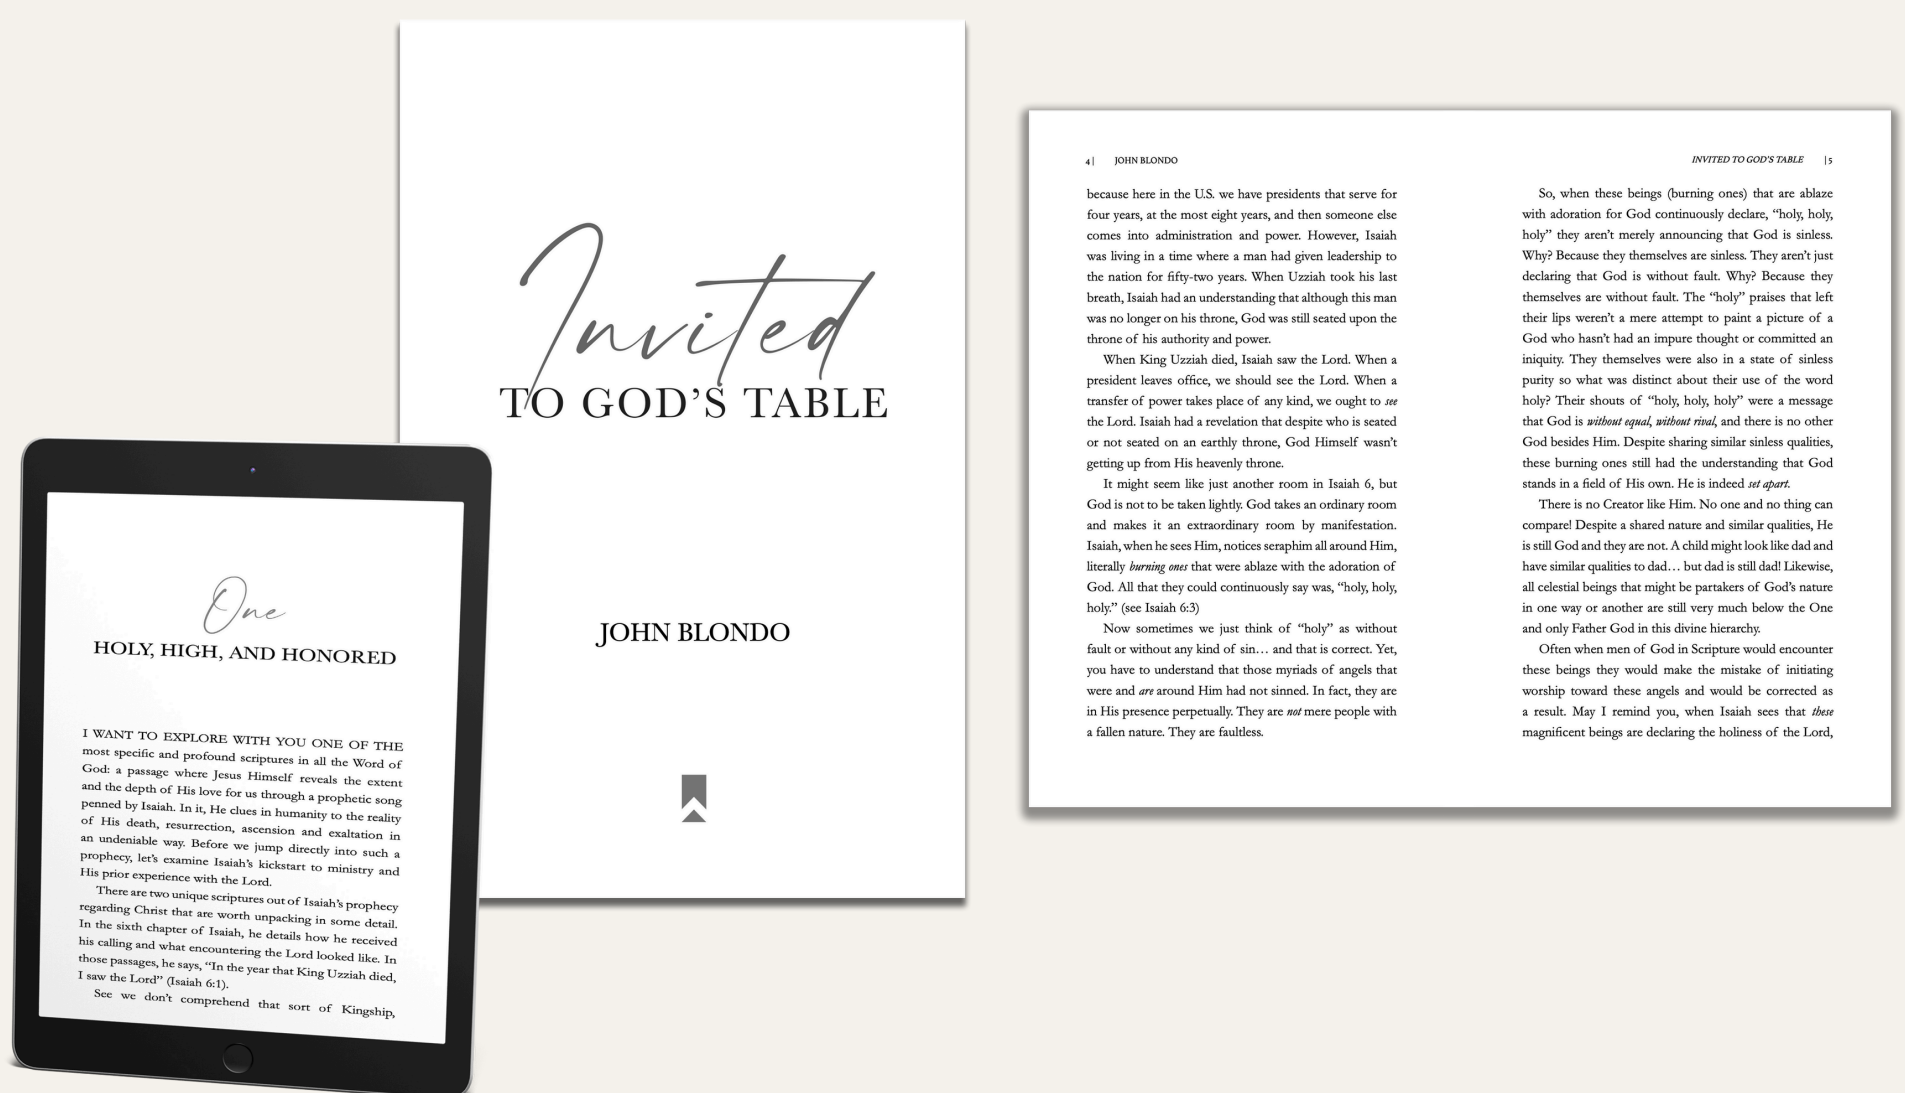 Invited
TO GOD’S TABLE
JOHN BLONDO
One
HOLY, HIGH, AND HONORED
I WANT TO EXPLORE WITH YOU ONE OF THE
most specific and profound scriptures in all the Word of
God: a passage where Jesus Himself reveals the extent
and the depth of His love for us through a prophetic song
penned by Isaiah. In it, He clues in humanity to the reality
of His death, resurrection, ascension and exaltation in
an undeniable way. Before we jump directly into such a
prophecy, let’s examine Isaiah’s kickstart to ministry and
His prior experience with the Lord.
There are two unique scriptures out of Isaiah’s prophecy
regarding Christ that are worth unpacking in some detail.
In the sixth chapter of Isaiah, he details how he received
his calling and what encountering the Lord looked like. In
those passages, he says, “In the year that King Uzziah died,
I saw the Lord” (Isaiah 6:1).
See we don’t comprehend that sort of Kingship,
4| JOHN BLONDO
because here in the U.S. we have presidents that serve for
four years, at the most eight years, and then someone else
comes into administration and power. However, Isaiah
was living in a time where a man had given leadership to
the nation for fifty-two years. When Uzziah took his last
breath, Isaiah had an understanding that although this man
was no longer on his throne, God was still seated upon the
throne of his authority and power.
When King Uzziah died, Isaiah saw the Lord. When a
president leaves office, we should see the Lord. When a
transfer of power takes place of any kind, we ought to see
the Lord. Isaiah had a revelation that despite who is seated
or not seated on an earthly throne, God Himself wasn’t
getting up from His heavenly throne.
It might seem like just another room in Isaiah 6, but
God is not to be taken lightly. God takes an ordinary room
and makes it an extraordinary room by manifestation.
Isaiah, when he sees Him, notices seraphim all around Him,
literally burning ones that were ablaze with the adoration of
God. All that they could continuously say was, “holy, holy,
holy.” (see Isaiah 6:3)
Now sometimes we just think of “holy” as without
fault or without any kind of sin… and that is correct. Yet,
you have to understand that those myriads of angels that
were and are around Him had not sinned. In fact, they are
in His presence perpetually. They are not mere people with
a fallen nature. They are faultless.
INVITED TO GOD’S TABLE |5
So, when these beings (burning ones) that are ablaze
with adoration for God continuously declare, “holy, holy,
holy” they aren’t merely announcing that God is sinless.
Why? Because they themselves are sinless. They aren’t just
declaring that God is without fault. Why? Because they
themselves are without fault. The “holy” praises that left
their lips weren’t a mere attempt to paint a picture of a
God who hasn’t had an impure thought or committed an
iniquity. They themselves were also in a state of sinless
purity so what was distinct about their use of the word
holy? Their shouts of “holy, holy, holy” were a message
that God is without equal, without rival, and there is no other
God besides Him. Despite sharing similar sinless qualities,
these burning ones still had the understanding that God
stands in a field of His own. He is indeed set apart.
There is no Creator like Him. No one and no thing can
compare! Despite a shared nature and similar qualities, He
is still God and they are not. A child might look like dad and
have similar qualities to dad… but dad is still dad! Likewise,
all celestial beings that might be partakers of God’s nature
in one way or another are still very much below the One
and only Father God in this divine hierarchy.
Often when men of God in Scripture would encounter
these beings they would make the mistake of initiating
worship toward these angels and would be corrected as
a result. May I remind you, when Isaiah sees that these
magnificent beings are declaring the holiness of the Lord,